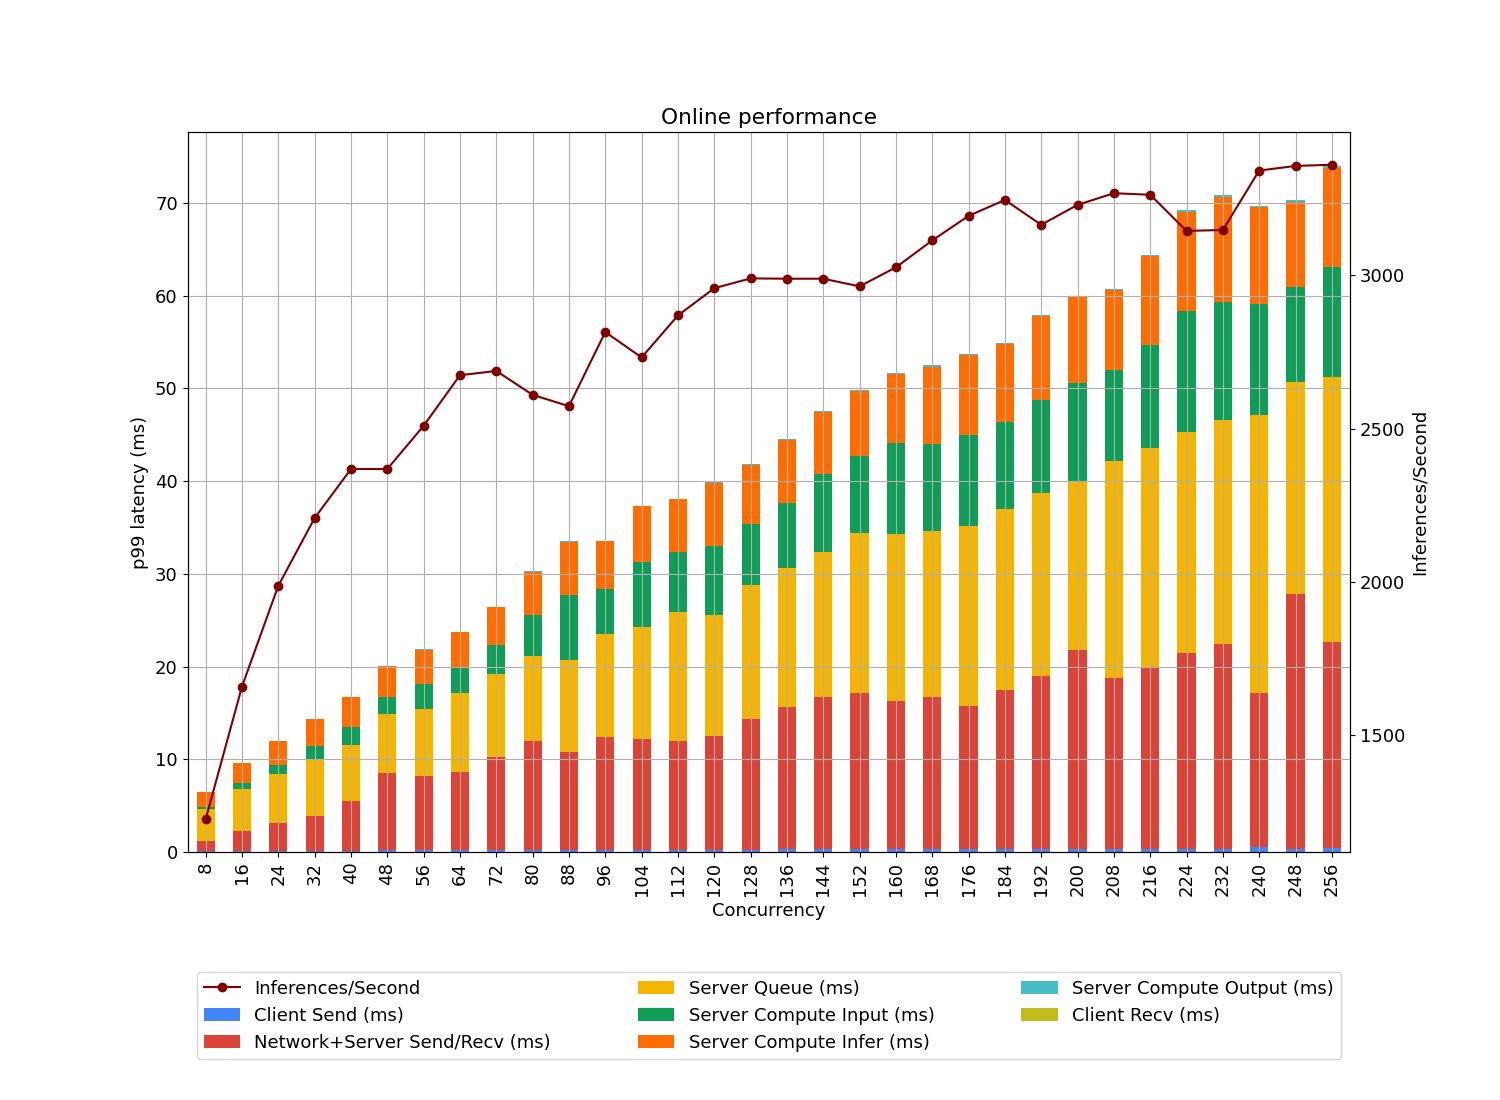 Online performance
70
60
50
40
30
20
10
0
p99 latency (ms)
3000
2500
2000
1500
Inferences/Second
8 16 24 32 40 48 56 64 72 80 88 96 104 112 120 128 136 144 152 160 168 176 184 192 200 208 216 224 232 240 248 256
Concurrency
Inferences/Second
Client Send (ms)
Network+Server Send/Recv (ms)
Server Queue (ms)
Server Compute Input (ms)
Server Compute Infer (ms)
Server Compute Output (ms)
Client Recv (ms)